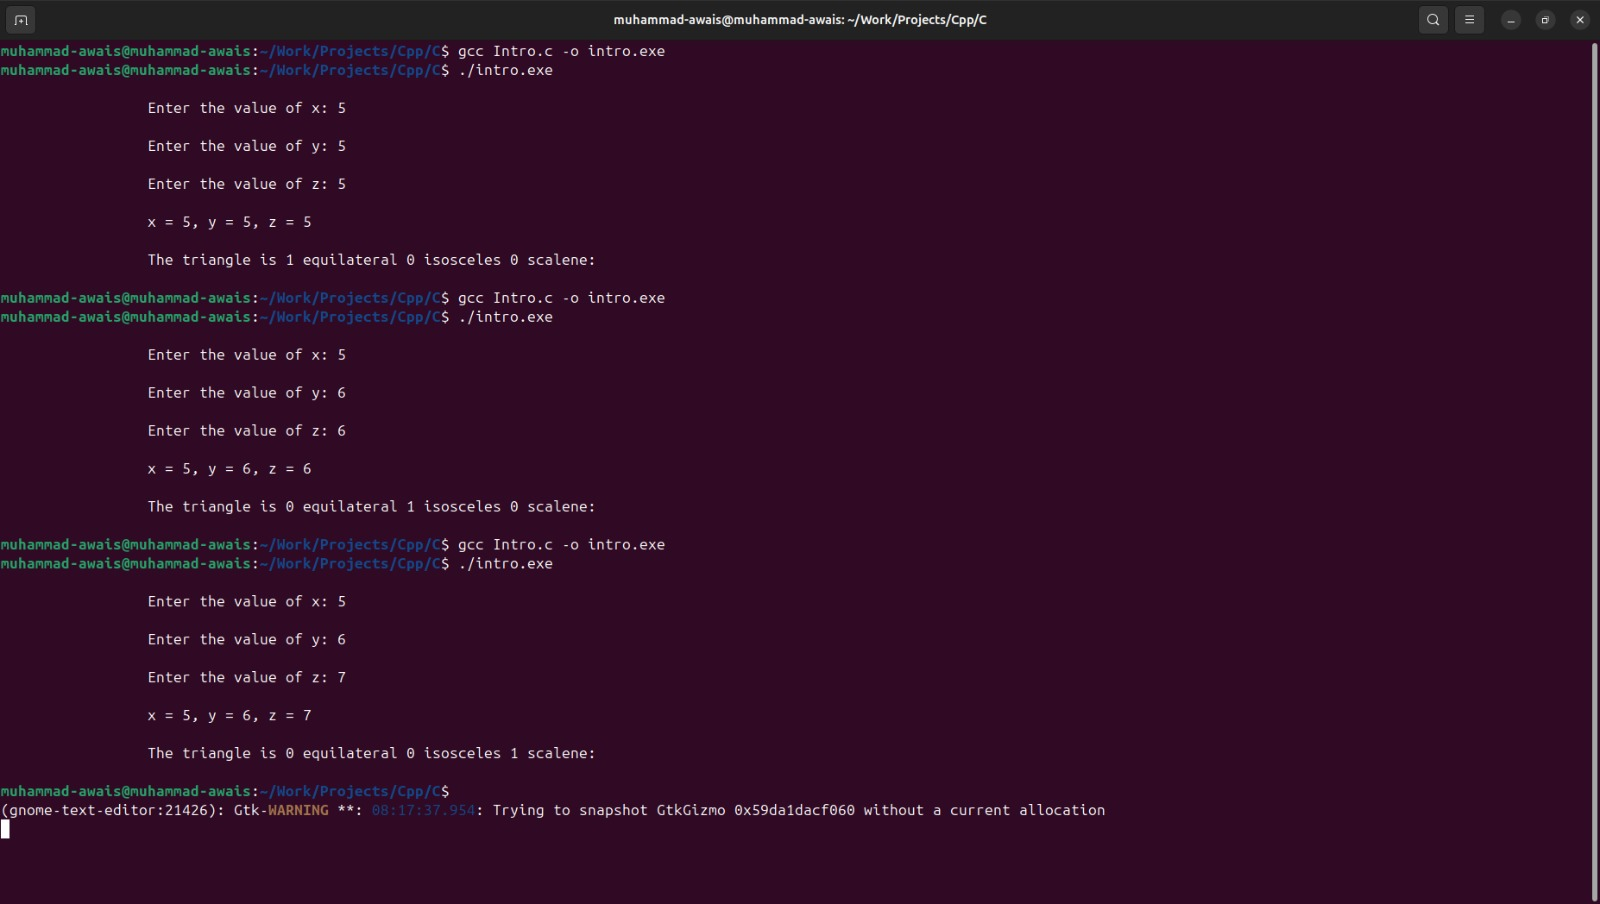 muhammad-awais@muhammad-awais: ~/Work/Projects/Cpp/C
muhammad-awais@muhammad-awais:~/Work/Projects/Cpp/C$ gcc Intro.c -o intro.exe
muhammad-awais@muhammad-awais:~/Work/Projects/Cpp/C$ ./intro.exe
Enter the value of x: 5
Enter the value of y: 5
Enter the value of z: 5
x = 5, y = 5, z = 5
The triangle is 1 equilateral 0 isosceles 0 scalene:
muhammad-awais@muhammad-awais:~/Work/Projects/Cpp/C$ gcc Intro.c -o intro.exe
muhammad-awais@muhammad-awais:~/Work/Projects/Cpp/C$ ./intro.exe
Enter the value of x: 5
Enter the value of y: 6
Enter the value of z: 6
x = 5, y = 6, z = 6
The triangle is 0 equilateral 1 isosceles 0 scalene:
muhammad-awais@muhammad-awais:~/Work/Projects/Cpp/C$ gcc Intro.c -o intro.exe
muhammad-awais@muhammad-awais:~/Work/Projects/Cpp/C$ ./intro.exe
Enter the value of x: 5
Enter the value of y: 6
Enter the value of z: 7
x = 5, y = 6, z = 7
The triangle is 0 equilateral 0 isosceles 1 scalene:
muhammad-awais@muhammad-awais:~/Work/Projects/Cpp/C$
(gnome-text-editor:21426): Gtk-WARNING **: 08:17:37.954: Trying to snapshot GtkGizmo 0x59da1dacf060 without a current allocation